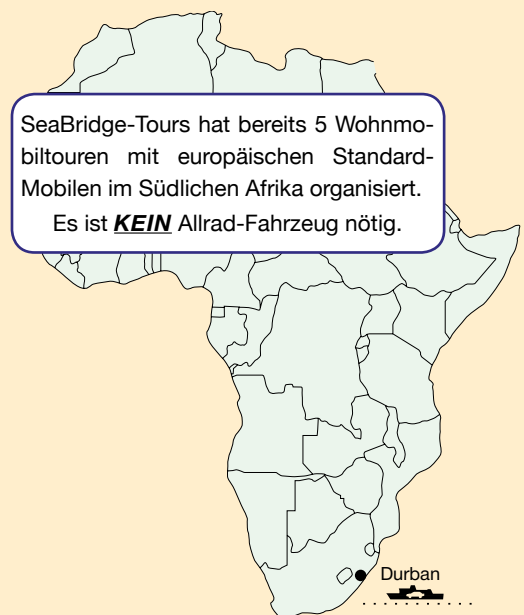 SeaBridge-Tours hat bereits 5 Wohnmo-
biltouren mit europäischen Standard-
Mobilen im Südlichen Afrika organisiert.
Es ist KEIN Allrad-Fahrzeug nötig.
Durban